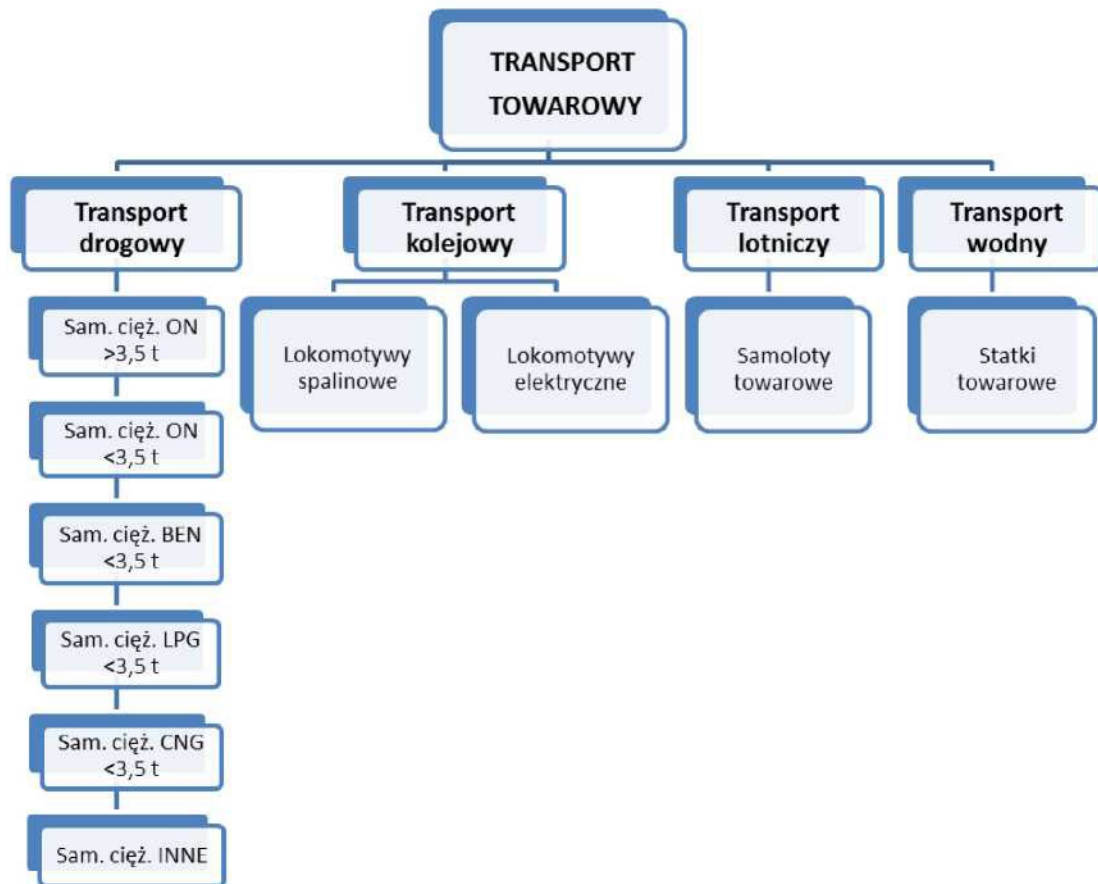 TRANSPORT
TOWAROWY
Transport
drogowy
Transport
kolejowy
Transport
lotniczy
Transport
wodny
Sam. cięż. ON
>3,5 t
Sam. cięż. ON
<3,5 t
Sam. cięż. BEN
<3,5 t
Sam. cięż. LPG
<3,5 t
Sam. cięż. CNG
<3,5 t
Sam. cięż. INNE
Lokomotywy
spalinowe
Lokomotywy
elektryczne
Samoloty
towarowe
Statki
towarowe